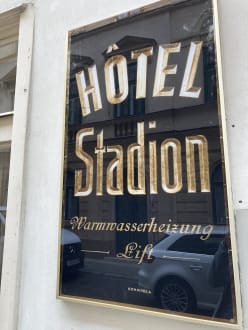 HÔTEL
Stadion
Warmwasserheizung
Lift